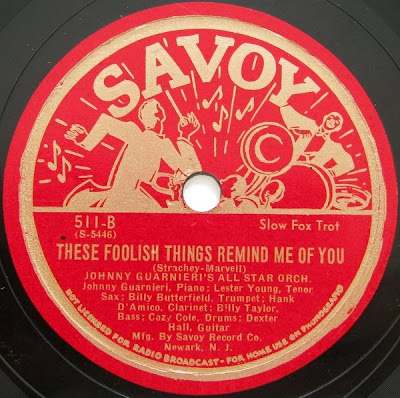 SAVOY
C
511-B
(S-5446)
Slow Fox Trot
THESE FOOLISH THINGS REMIND ME OF YOU
(Strachey-Marvell)
JOHNNY GUARNIERI'S ALL STAR ORCH.
Johnny Guarnieri, Piano; Lester Young, Tenor
Sax; Billy Butterfield, Trumpet; Hank
D'Amico, Clarinet; Billy Taylor,
Bass; Cozy Cole, Drums; Dexter
Hall, Guitar
Mfg. By Savoy Record Co.
Newark, N. J.
NOT LICENSED FOR RADIO BROADCAST - FOR HOME USE ON PHONOGRAPHS